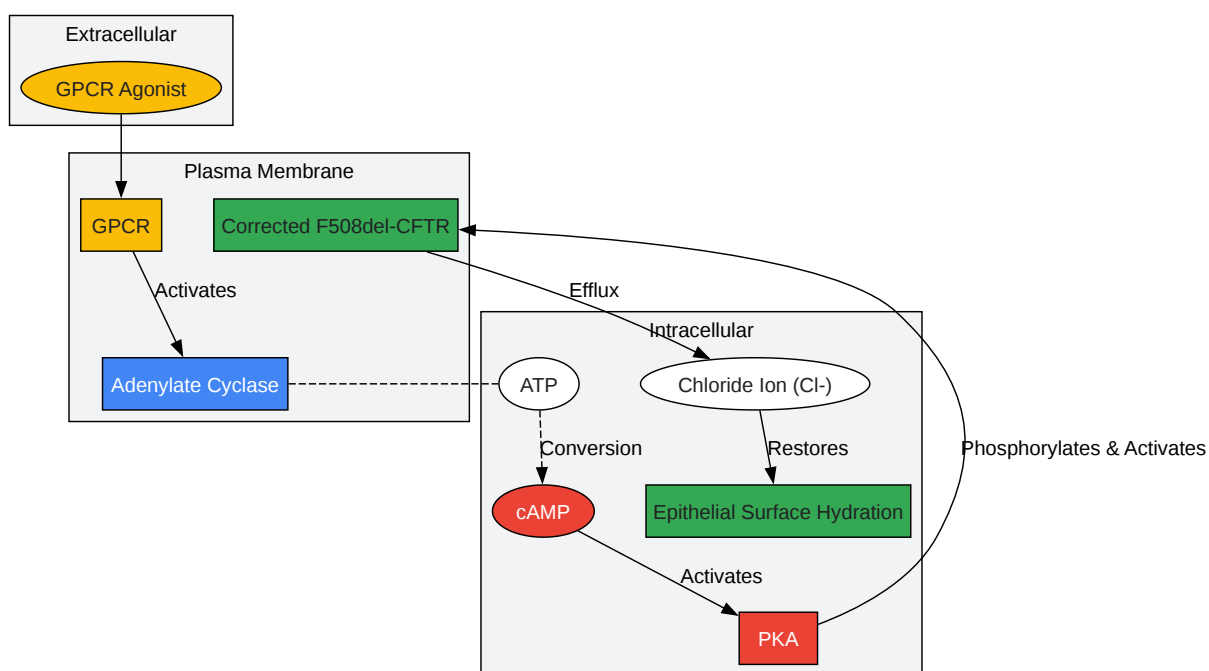 Extracellular
GPCR Agonist
Plasma Membrane
GPCR
Corrected F508del-CFTR
Activates
Efflux
Intracellular
Adenylate Cyclase
ATP
Chloride Ion (Cl-)
Conversion
Restores
Phosphorylates & Activates
cAMP
Epithelial Surface Hydration
Activates
PKA